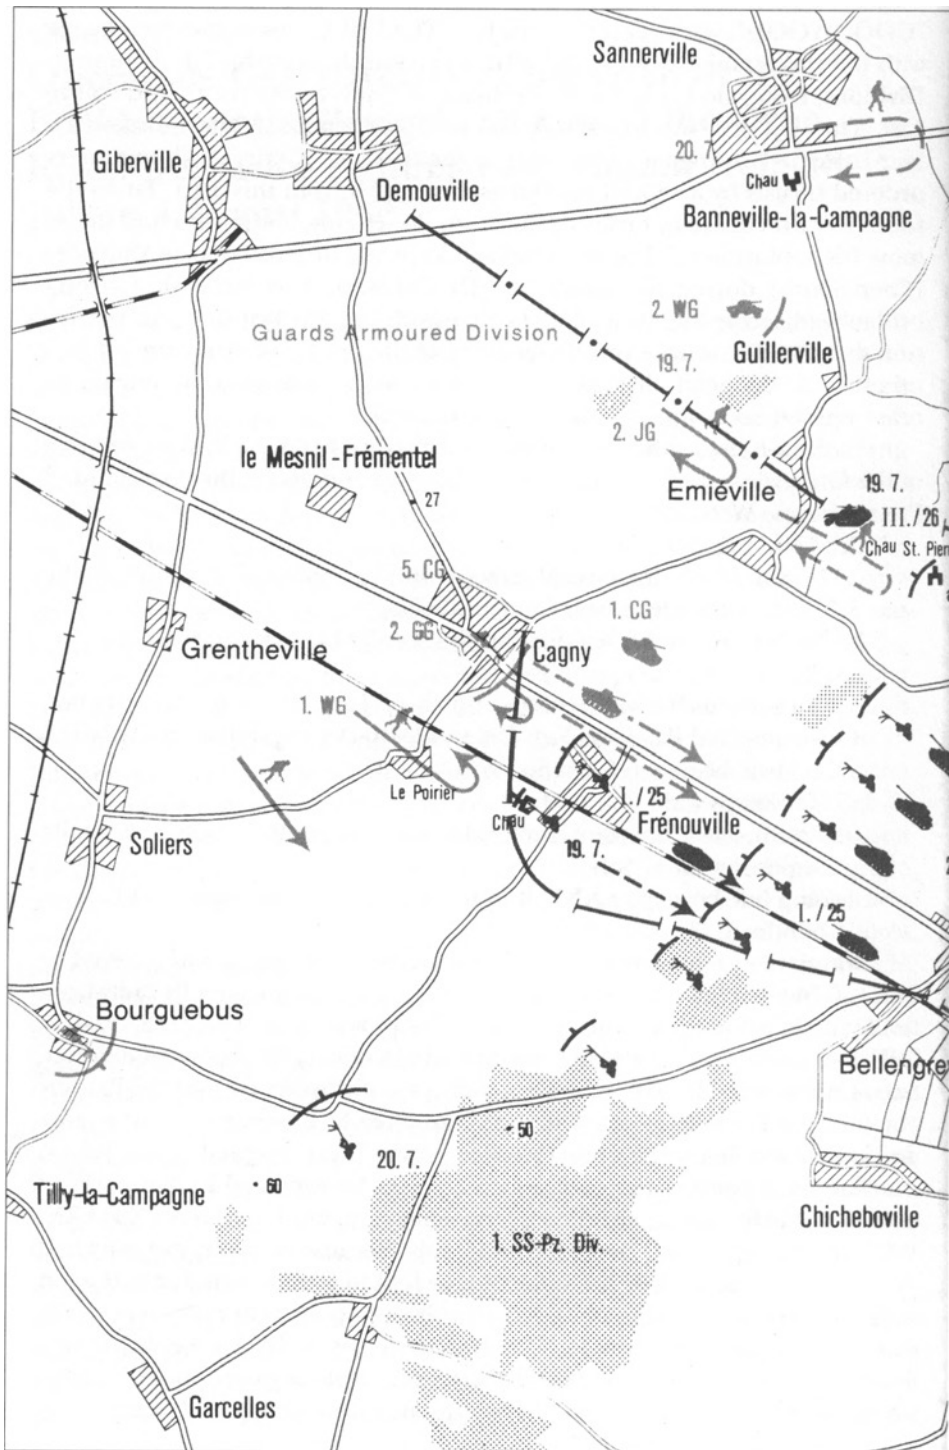 Sannerville
Giberville
20. 7.
Demouville
Chau
Banneville-la-Campagne
2. WG
Guards Armoured Division
Guillerville
19. 7.
2. JG
le Mesnil-Frémentel
Emiéville
19. 7.
27
III./26
Chau St. Pierr
5. CG
1. CG
2. GG
Cagny
Grentheville
1. WG
Le Poirier
I./25
Chau
Frénouville
Soliers
19. 7.
I./25
Bourguebus
Bellengre
50
20. 7.
Tilly-la-Campagne
60
Chicheboville
1. SS-Pz. Div.
Garcelles